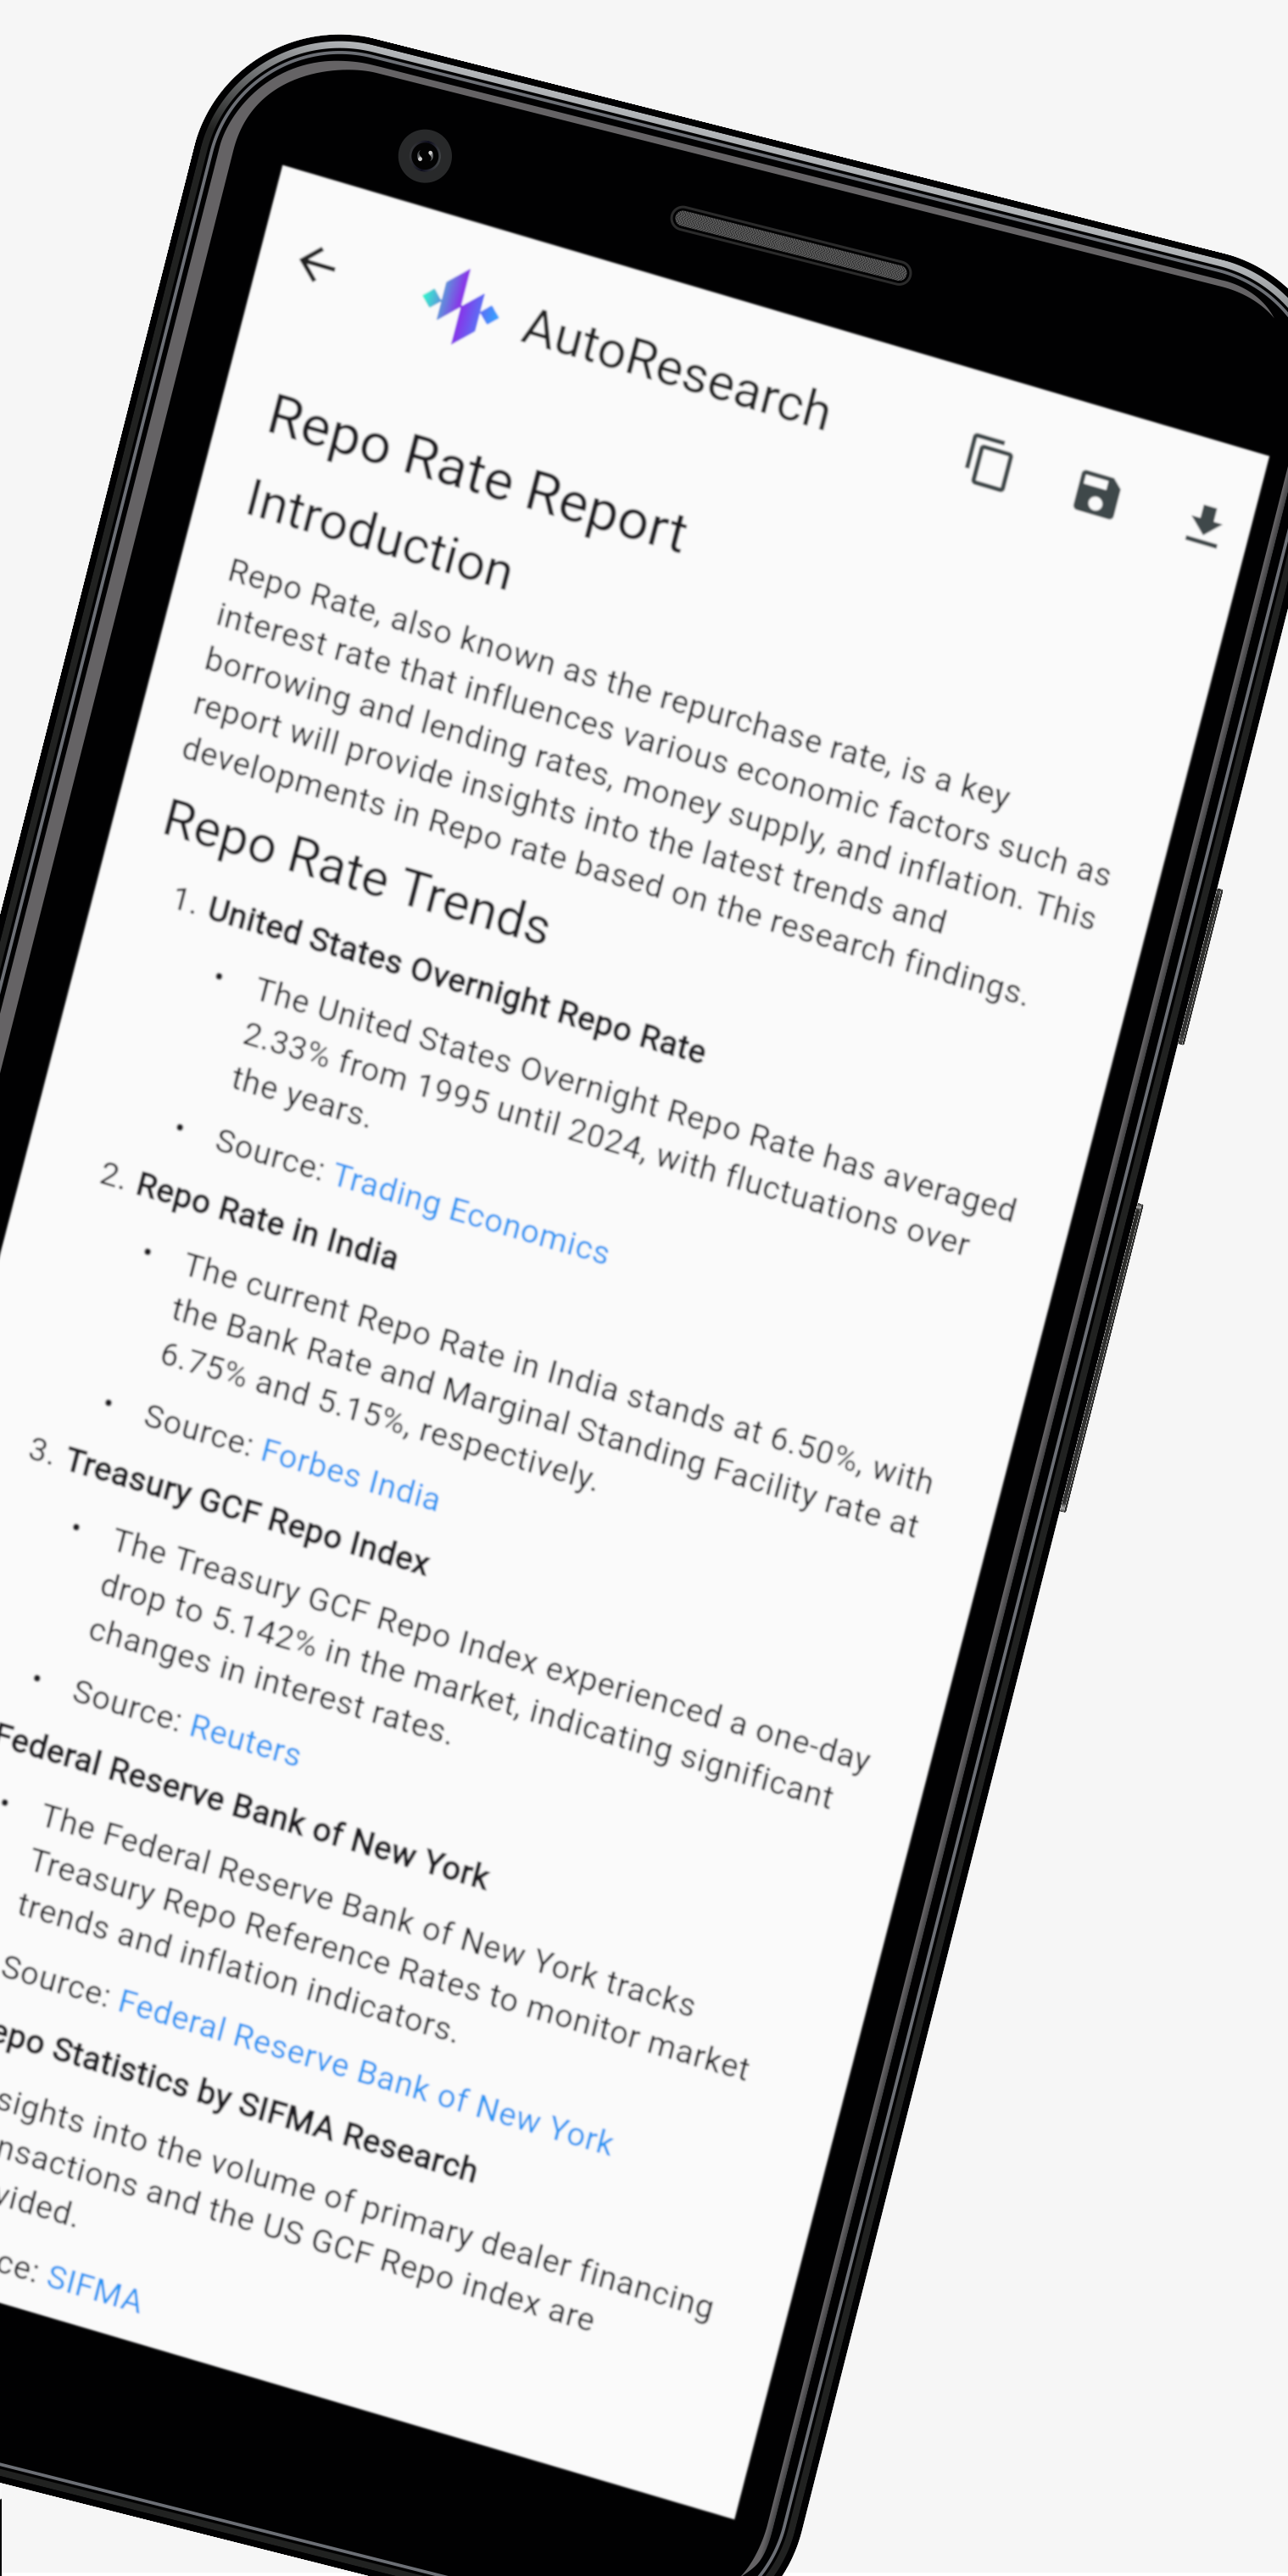 AutoResearch
Repo Rate Report
Introduction
Repo Rate, also known as the repurchase rate, is a key
interest rate that influences various economic factors such as
borrowing and lending rates, money supply, and inflation. This
report will provide insights into the latest trends and
developments in Repo rate based on the research findings.
Repo Rate Trends
1. United States Overnight Repo Rate
• The United States Overnight Repo Rate has averaged
2.33% from 1995 until 2024, with fluctuations over
the years.
• Source: Trading Economics
2. Repo Rate in India
• The current Repo Rate in India stands at 6.50%, with
the Bank Rate and Marginal Standing Facility rate at
6.75% and 5.15%, respectively.
• Source: Forbes India
3. Treasury GCF Repo Index
• The Treasury GCF Repo Index experienced a one-day
drop to 5.142% in the market, indicating significant
changes in interest rates.
• Source: Reuters
Federal Reserve Bank of New York
• The Federal Reserve Bank of New York tracks
Treasury Repo Reference Rates to monitor market
trends and inflation indicators.
Source: Federal Reserve Bank of New York
epo Statistics by SIFMA Research
sights into the volume of primary dealer financing
nsactions and the US GCF Repo index are
vided.
ce: SIFMA